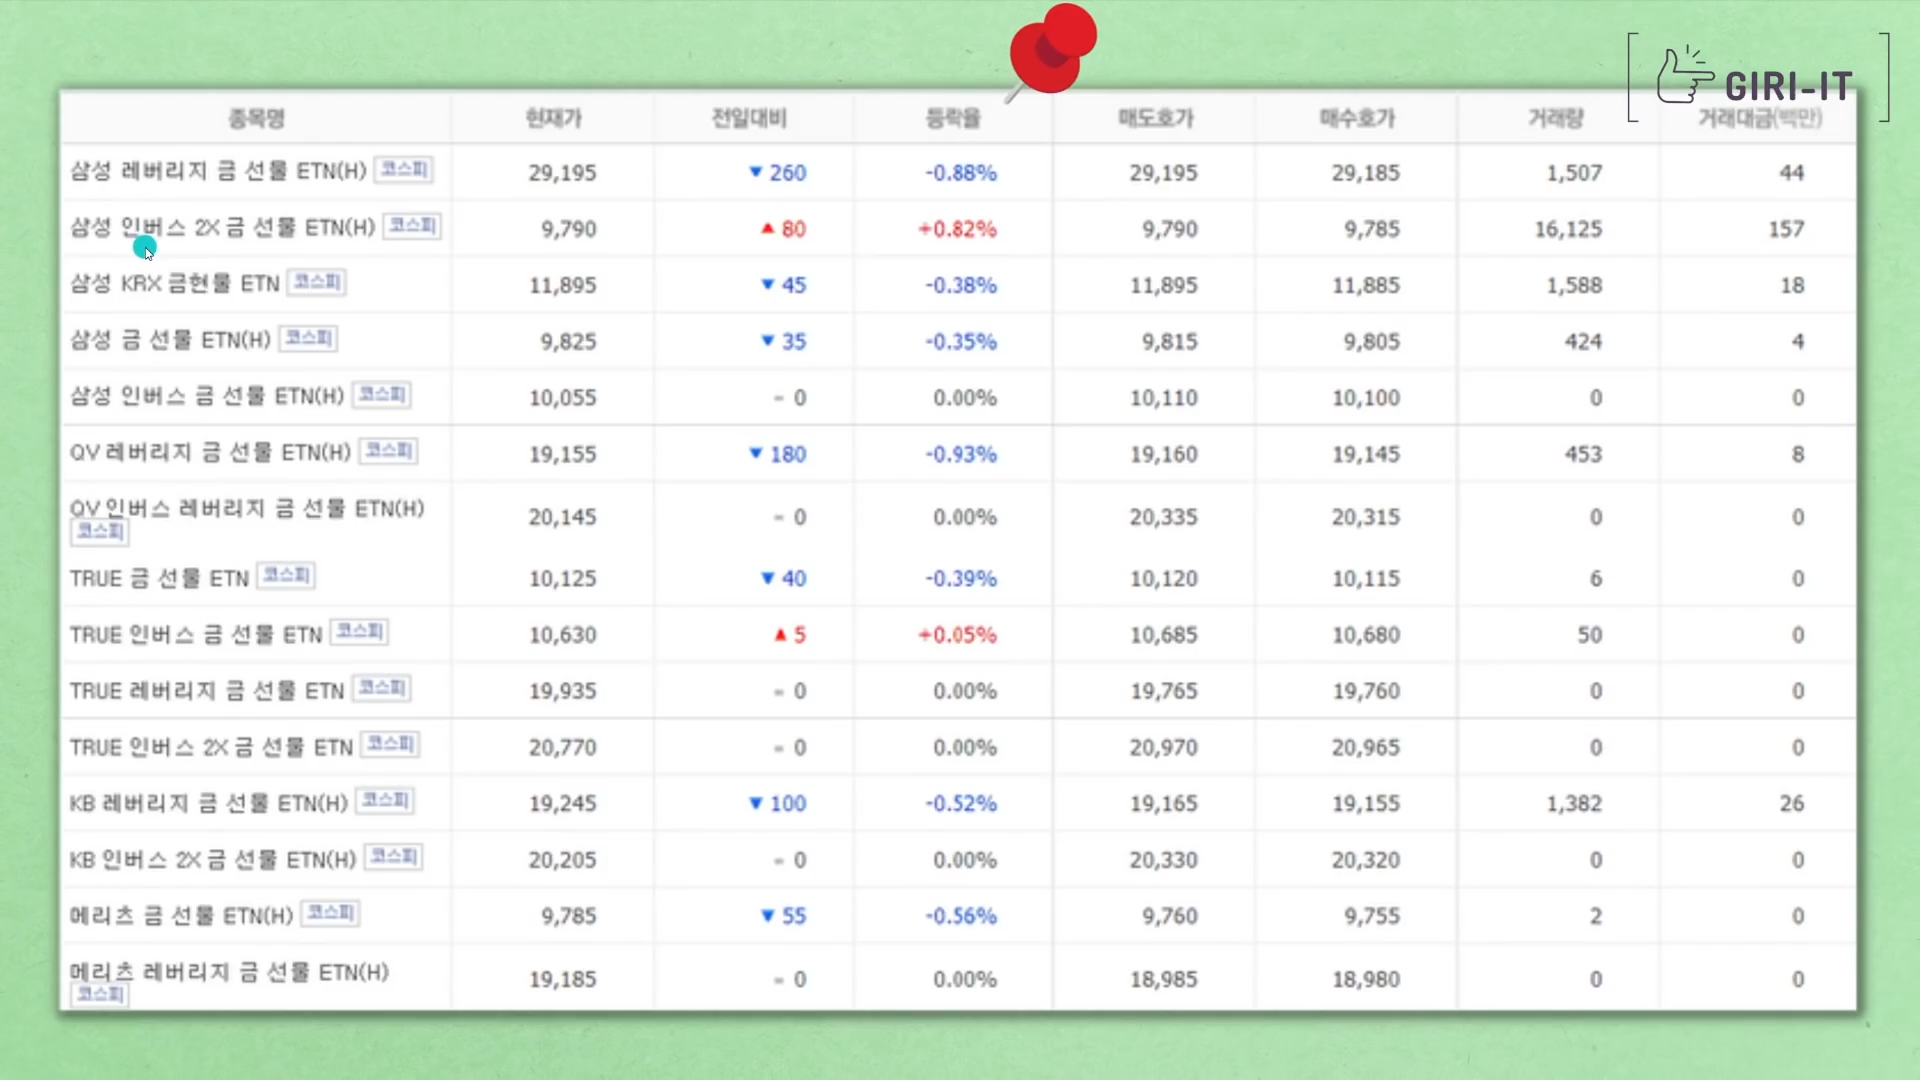 GIRI-IT
종목명 현재가 전일대비 등락율 매도호가 매수호가 거래량 거래대금(백만)
삼성 레버리지 금 선물 ETN(H) 코스피 29,195 ▼ 260 -0.88% 29,195 29,185 1,507 44
삼성 인버스 2X 금 선물 ETN(H) 코스피 9,790 ▲ 80 +0.82% 9,790 9,785 16,125 157
삼성 KRX 금현물 ETN 코스피 11,895 ▼ 45 -0.38% 11,895 11,885 1,588 18
삼성 금 선물 ETN(H) 코스피 9,825 ▼ 35 -0.35% 9,815 9,805 424 4
삼성 인버스 금 선물 ETN(H) 코스피 10,055 - 0 0.00% 10,110 10,100 0 0
QV 레버리지 금 선물 ETN(H) 코스피 19,155 ▼ 180 -0.93% 19,160 19,145 453 8
QV 인버스 레버리지 금 선물 ETN(H)
코스피 20,145 - 0 0.00% 20,335 20,315 0 0
TRUE 금 선물 ETN 코스피 10,125 ▼ 40 -0.39% 10,120 10,115 6 0
TRUE 인버스 금 선물 ETN 코스피 10,630 ▲ 5 +0.05% 10,685 10,680 50 0
TRUE 레버리지 금 선물 ETN 코스피 19,935 - 0 0.00% 19,765 19,760 0 0
TRUE 인버스 2X 금 선물 ETN 코스피 20,770 - 0 0.00% 20,970 20,965 0 0
KB 레버리지 금 선물 ETN(H) 코스피 19,245 ▼ 100 -0.52% 19,165 19,155 1,382 26
KB 인버스 2X 금 선물 ETN(H) 코스피 20,205 - 0 0.00% 20,330 20,320 0 0
메리츠 금 선물 ETN(H) 코스피 9,785 ▼ 55 -0.56% 9,760 9,755 2 0
메리츠 레버리지 금 선물 ETN(H)
코스피 19,185 - 0 0.00% 18,985 18,980 0 0